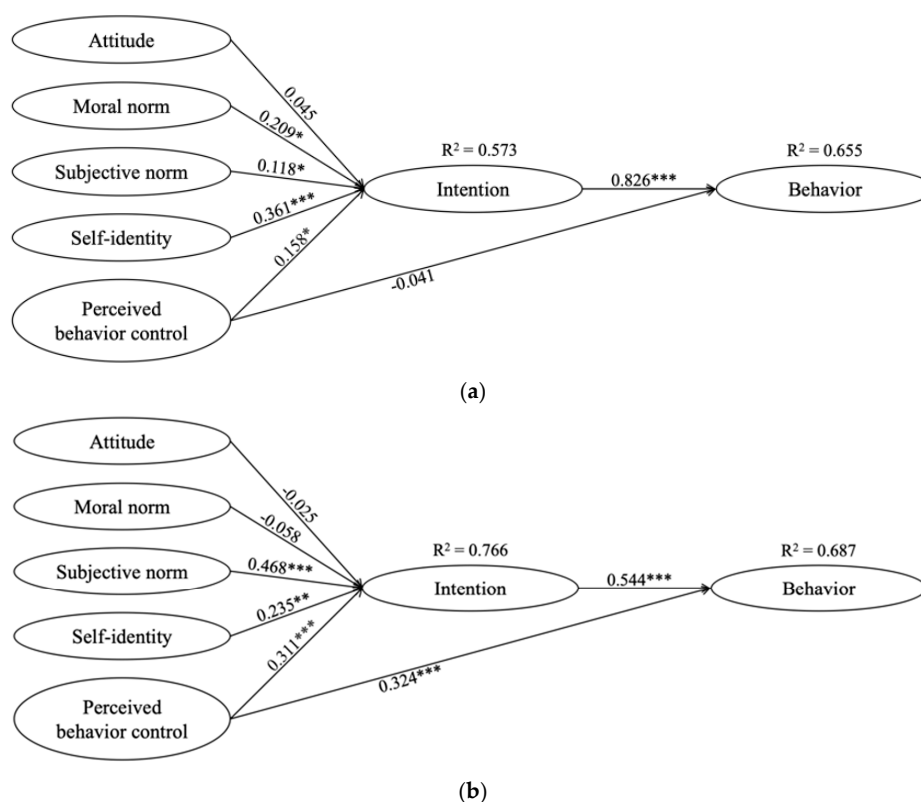 Attitude
0.045
Moral norm
0.209*
R² = 0.573
R² = 0.655
Subjective norm
0.118*
Intention
0.826***
Behavior
0.361***
Self-identity
0.158*
-0.041
Perceived
behavior control
(a)
Attitude
-0.025
Moral norm
-0.058
R² = 0.766
R² = 0.687
Subjective norm
0.468***
Intention
0.544***
Behavior
0.235**
Self-identity
0.311***
0.324***
Perceived
behavior control
(b)